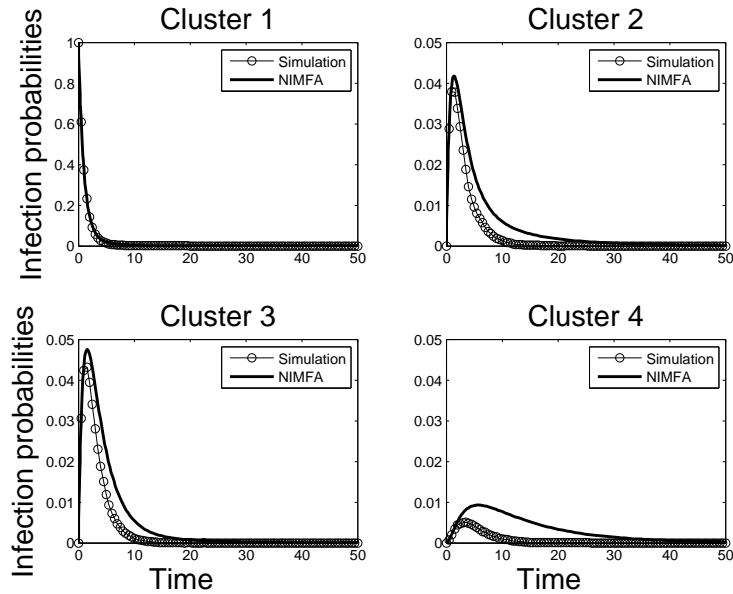 Cluster 1
Infection probabilities
1
0.8
0.6
0.4
0.2
0
0 10 20 30 40 50
Simulation
NIMFA
Cluster 2
0.05
0.04
0.03
0.02
0.01
0
0 10 20 30 40 50
Simulation
NIMFA
Cluster 3
Infection probabilities
0.05
0.04
0.03
0.02
0.01
0
0 10 20 30 40 50
Time
Simulation
NIMFA
Cluster 4
0.05
0.04
0.03
0.02
0.01
0
0 10 20 30 40 50
Time
Simulation
NIMFA